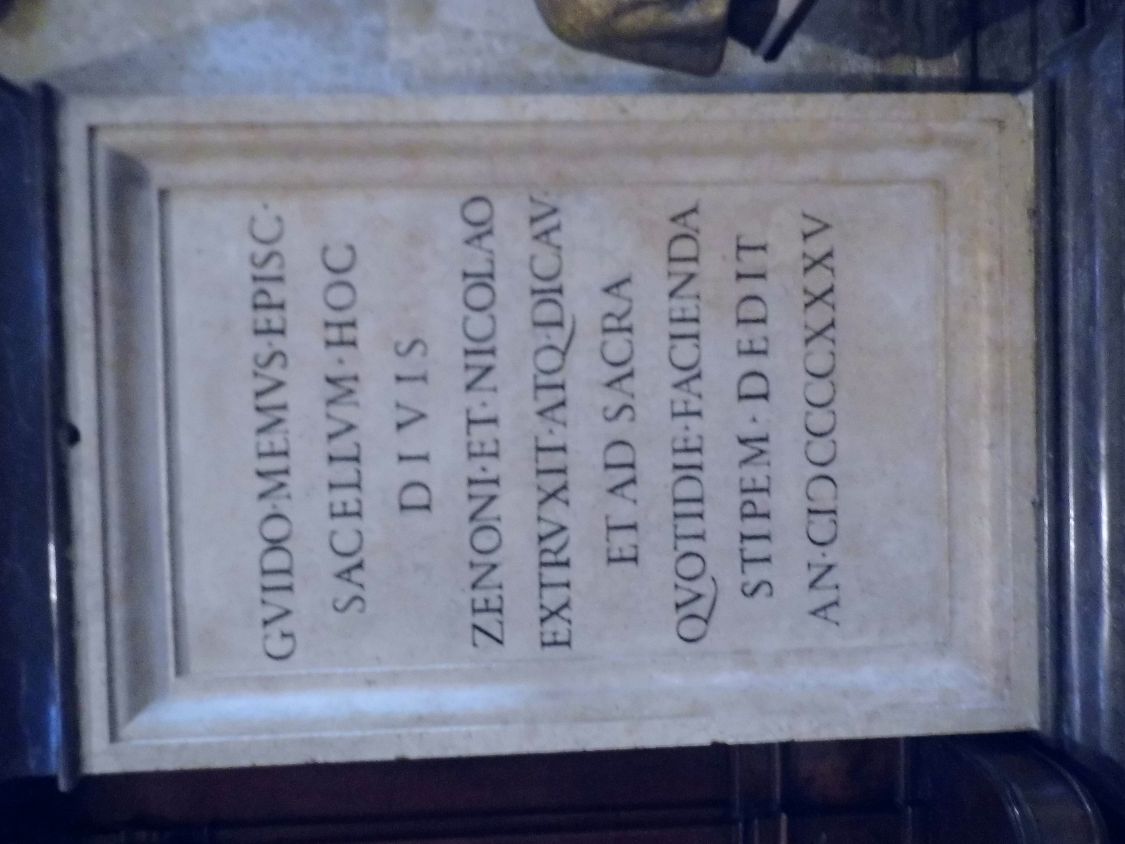 GVIDO·MEMVS·EPISC·
SACELLVM·HOC
DIVIS
ZENONI·ET·NICOLAO
EXTRVXIT·ATQ·DICAV·
ET AD SACRA
QVOTIDIE·FACIENDA
STIPEM·DEDIT
AN·CIƆCCCCXXXV